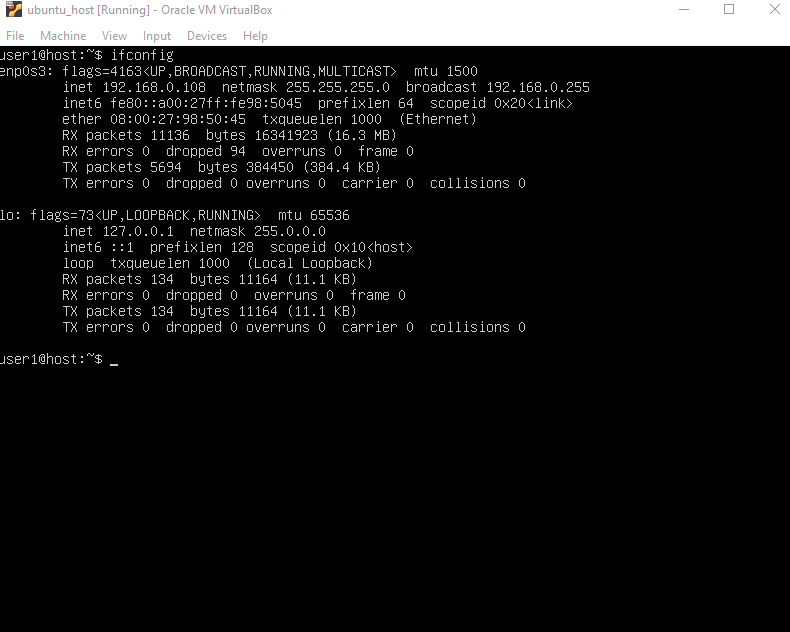 ubuntu_host [Running] - Oracle VM VirtualBox
File Machine View Input Devices Help
user1@host:~$ ifconfig
enp0s3: flags=4163<UP,BROADCAST,RUNNING,MULTICAST>  mtu 1500
        inet 192.168.0.108  netmask 255.255.255.0  broadcast 192.168.0.255
        inet6 fe80::a00:27ff:fe98:5045  prefixlen 64  scopeid 0x20<link>
        ether 08:00:27:98:50:45  txqueuelen 1000  (Ethernet)
        RX packets 11136  bytes 16341923 (16.3 MB)
        RX errors 0  dropped 94  overruns 0  frame 0
        TX packets 5694  bytes 384450 (384.4 KB)
        TX errors 0  dropped 0 overruns 0  carrier 0  collisions 0
lo: flags=73<UP,LOOPBACK,RUNNING>  mtu 65536
        inet 127.0.0.1  netmask 255.0.0.0
        inet6 ::1  prefixlen 128  scopeid 0x10<host>
        loop  txqueuelen 1000  (Local Loopback)
        RX packets 134  bytes 11164 (11.1 KB)
        RX errors 0  dropped 0  overruns 0  frame 0
        TX packets 134  bytes 11164 (11.1 KB)
        TX errors 0  dropped 0 overruns 0  carrier 0  collisions 0
user1@host:~$ _